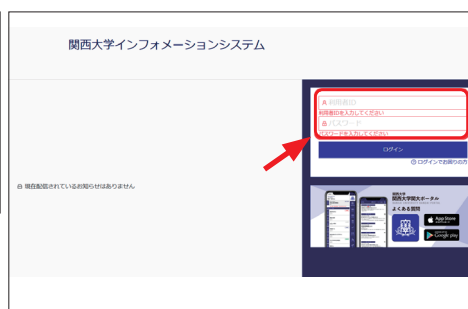 関西大学インフォメーションシステム
利用者ID
利用者IDを入力してください
パスワード
パスワードを入力してください
ログイン
ログインでお困りの方
現在配信されているお知らせはありません
関西大学
関西大学関大ポータル
よくある質問
App Store
Google play